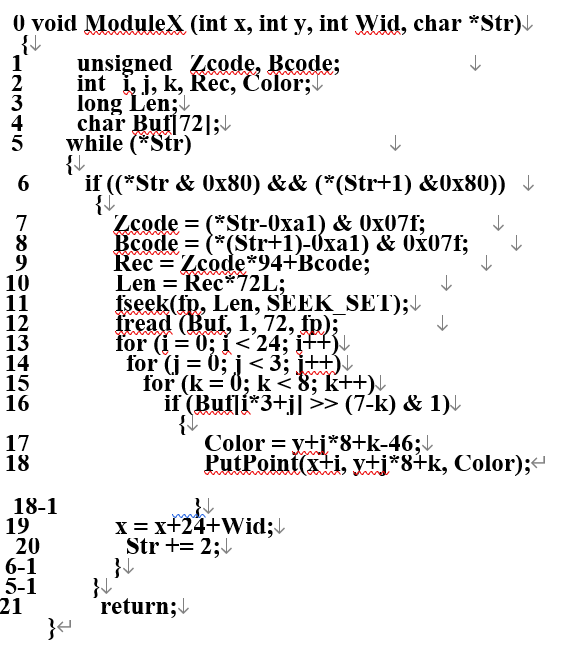 0 void ModuleX (int x, int y, int Wid, char *Str)↓
{↓
1 unsigned Zcode, Bcode; ↓
2 int i, j, k, Rec, Color;↓
3 long Len;↓
4 char Buf[72];↓
5 while (*Str) ↓
{↓
6 if ((*Str & 0x80) && (*(Str+1) &0x80)) ↓
{↓
7 Zcode = (*Str-0xa1) & 0x07f; ↓
8 Bcode = (*(Str+1)-0xa1) & 0x07f; ↓
9 Rec = Zcode*94+Bcode; ↓
10 Len = Rec*72L; ↓
11 fseek(fp, Len, SEEK_SET);↓
12 fread (Buf, 1, 72, fp); ↓
13 for (i = 0; i < 24; i++)↓
14 for (j = 0; j < 3; j++)↓
15 for (k = 0; k < 8; k++)↓
16 if (Buf[i*3+j] >> (7-k) & 1)↓
{↓
17 Color = y+j*8+k-46;↓
18 PutPoint(x+i, y+j*8+k, Color);↵
18-1 }↓
19 x = x+24+Wid;↓
20 Str += 2;↓
6-1 }↓
5-1 }↓
21 return;↓
}↵